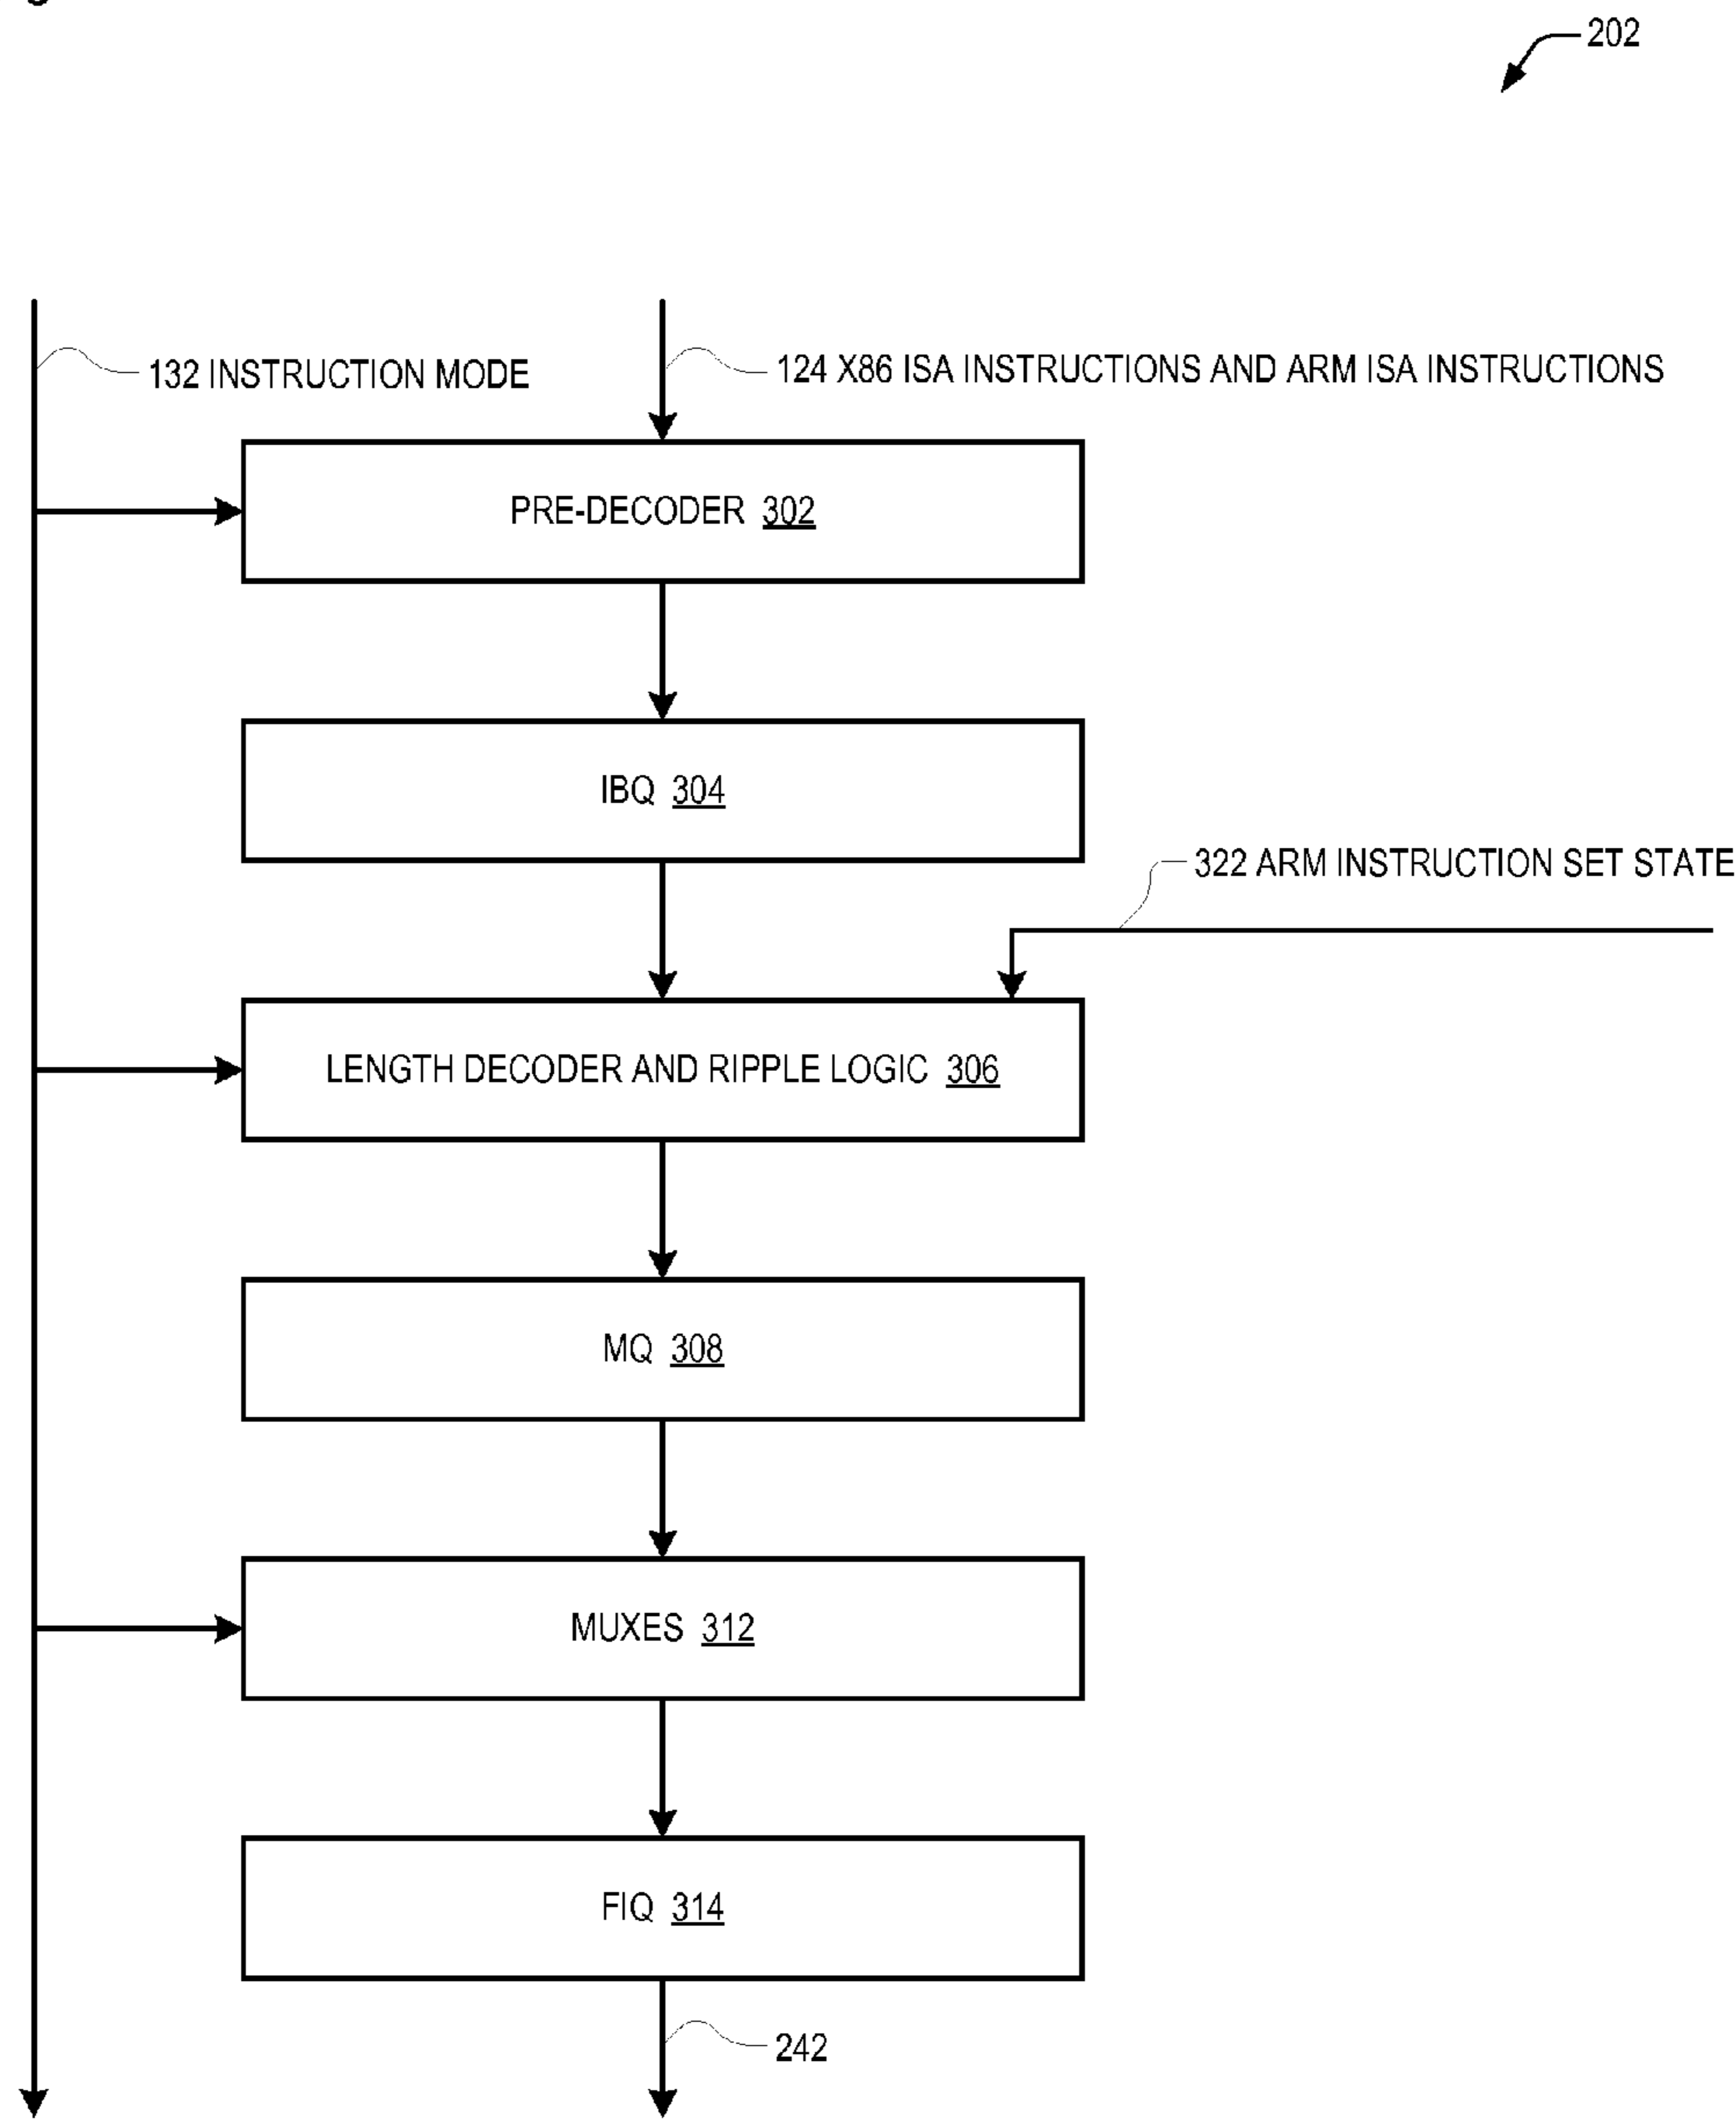 202
132 INSTRUCTION MODE
124 X86 ISA INSTRUCTIONS AND ARM ISA INSTRUCTIONS
PRE-DECODER 302
IBQ 304
322 ARM INSTRUCTION SET STATE
LENGTH DECODER AND RIPPLE LOGIC 306
MQ 308
MUXES 312
FIQ 314
242